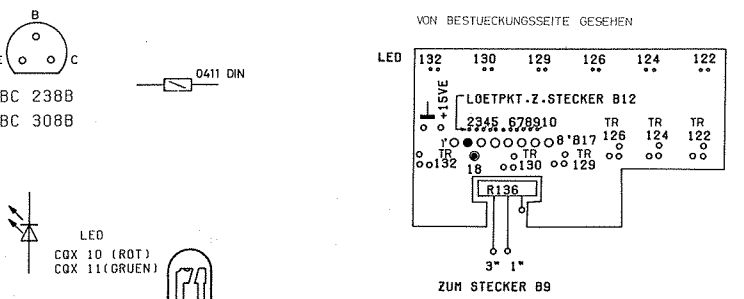 VON BESTUECKUNGSSEITE GESEHEN
B
E C
BC 238B
BC 308B
0411 DIN
LED 132 130 129 126 124 122
+15VE
LOETPKT.Z.STECKER B12
2345 678910
1' 8'B17
TR 132
18
TR 130
TR 129
TR 126
TR 124
TR 122
R136
3" 1"
ZUM STECKER B9
LED
CQX 10 (ROT)
CQX 11(GRUEN)